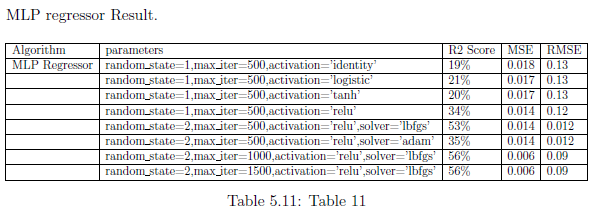 MLP regressor Result.
Algorithm parameters R2 Score MSE RMSE
MLP Regressor random_state=1,max_iter=500,activation='identity' 19% 0.018 0.13
random_state=1,max_iter=500,activation='logistic' 21% 0.017 0.13
random_state=1,max_iter=500,activation='tanh' 20% 0.017 0.13
random_state=1,max_iter=500,activation='relu' 34% 0.014 0.12
random_state=2,max_iter=500,activation='relu',solver='lbfgs' 53% 0.014 0.012
random_state=2,max_iter=500,activation='relu',solver='adam' 35% 0.014 0.012
random_state=2,max_iter=1000,activation='relu',solver='lbfgs' 56% 0.006 0.09
random_state=2,max_iter=1500,activation='relu',solver='lbfgs' 56% 0.006 0.09
Table 5.11: Table 11